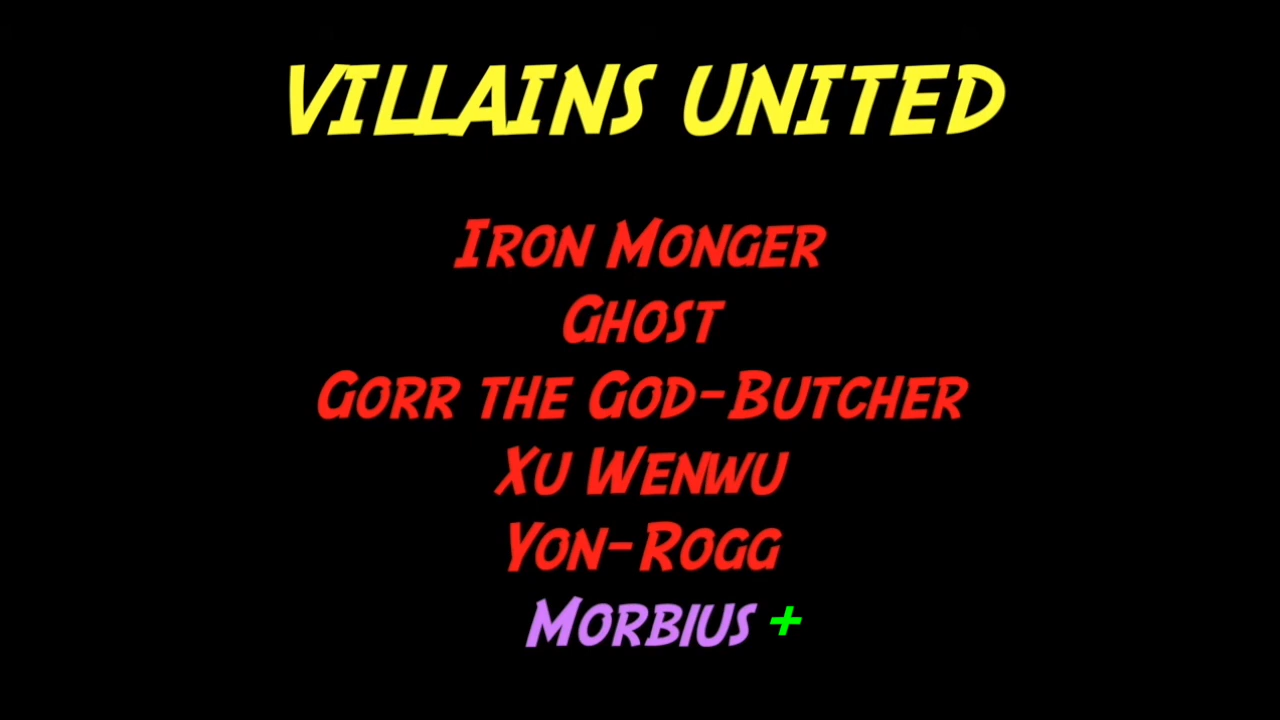 VILLAINS UNITED
IRON MONGER
GHOST
GORR THE GOD-BUTCHER
XU WENWU
YON-ROGG
MORBIUS +